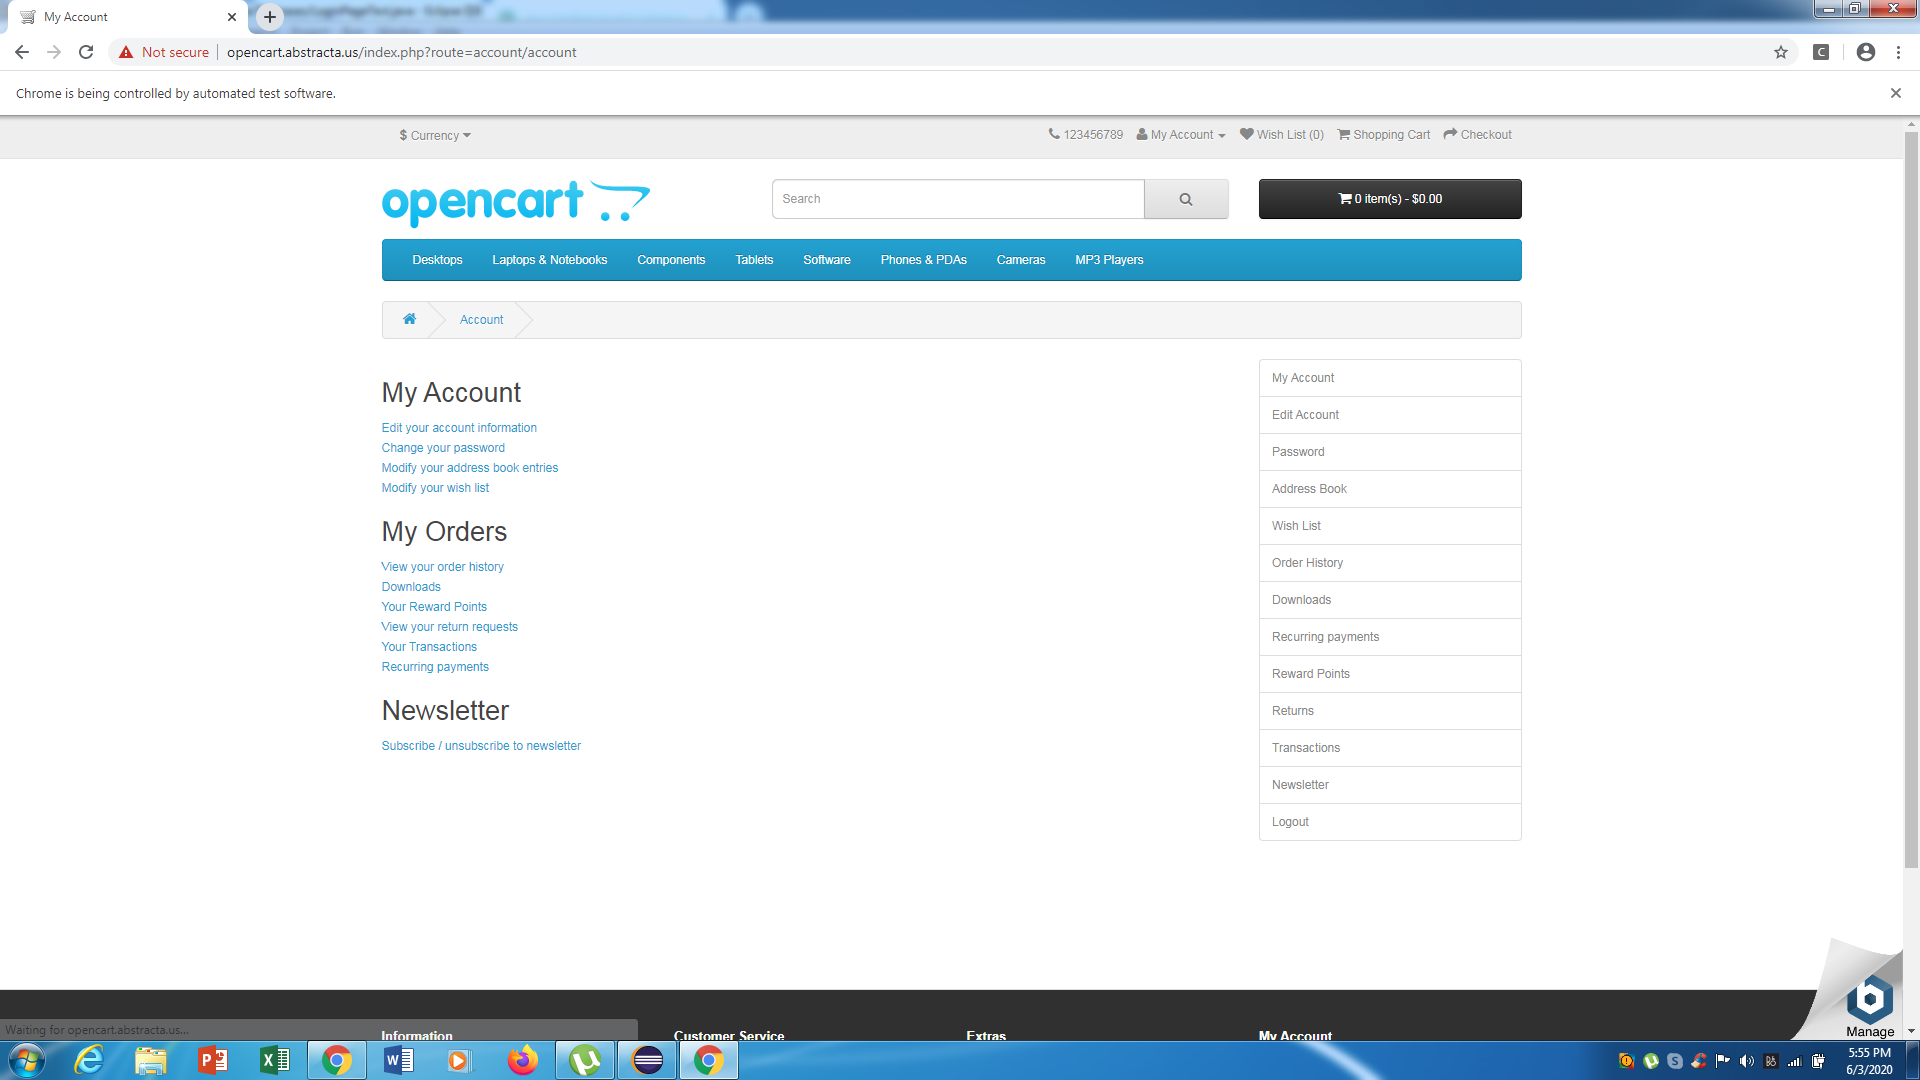 My Account
Not secure opencart.abstracta.us/index.php?route=account/account
Chrome is being controlled by automated test software.
$ Currency 123456789 My Account Wish List (0) Shopping Cart Checkout
opencart
Search
0 item(s) - $0.00
Desktops Laptops & Notebooks Components Tablets Software Phones & PDAs Cameras MP3 Players
Account
My Account
Edit your account information
Change your password
Modify your address book entries
Modify your wish list
My Orders
View your order history
Downloads
Your Reward Points
View your return requests
Your Transactions
Recurring payments
Newsletter
Subscribe / unsubscribe to newsletter
My Account
Edit Account
Password
Address Book
Wish List
Order History
Downloads
Recurring payments
Reward Points
Returns
Transactions
Newsletter
Logout
Manage
Waiting for opencart.abstracta.us...
Information Customer Service Extras My Account
5:55 PM
6/3/2020